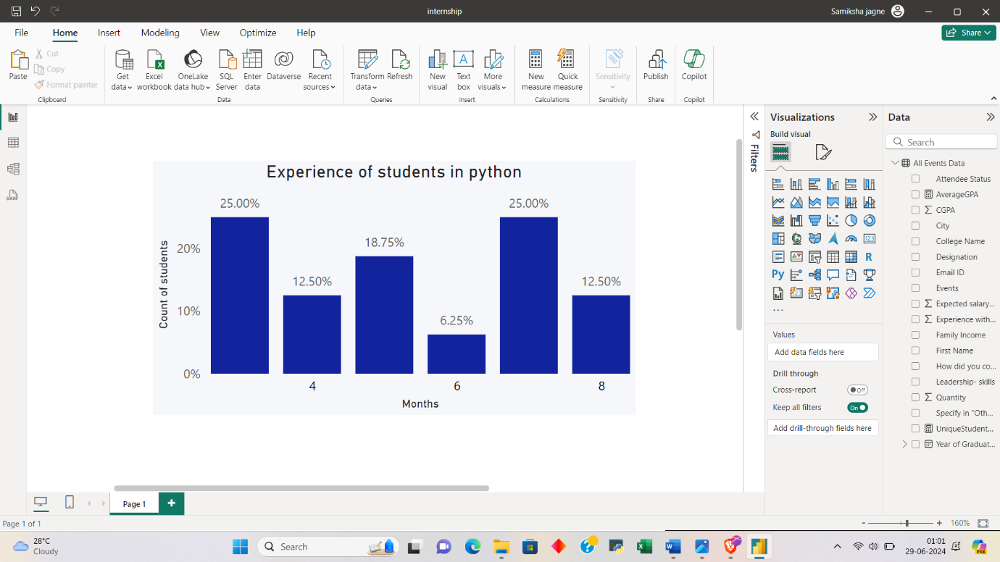 internship
Samiksha jagne
File Home Insert Modeling View Optimize Help
Share
Paste
Cut
Copy
Format painter
Clipboard
Get data
Excel workbook
OneLake data hub
SQL Server
Enter data
Dataverse
Recent sources
Data
Transform data
Refresh
Queries
New visual
A
Text box
More visuals
Insert
New measure
Quick measure
Calculations
Sensitivity
Sensitivity
Publish
Share
Copilot
Copilot
Experience of students in python
25.00%
12.50%
18.75%
6.25%
25.00%
12.50%
Count of students
20%
10%
0%
4 6 8
Months
Filters
Visualizations
Build visual
123
R
Py
...
Values
Add data fields here
Drill through
Cross-report
Off
Keep all filters
On
Add drill-through fields here
Data
Search
All Events Data
Attendee Status
AverageGPA
Σ CGPA
City
College Name
Designation
Email ID
Events
Σ Expected salary...
Σ Experience with...
Family Income
First Name
How did you co...
Leadership- skills
Σ Quantity
Specify in "Oth...
UniqueStudent...
Year of Graduat...
Page 1
+
Page 1 of 1
- + 160%
28°C
Cloudy
Search
PRE
01:01
29-06-2024